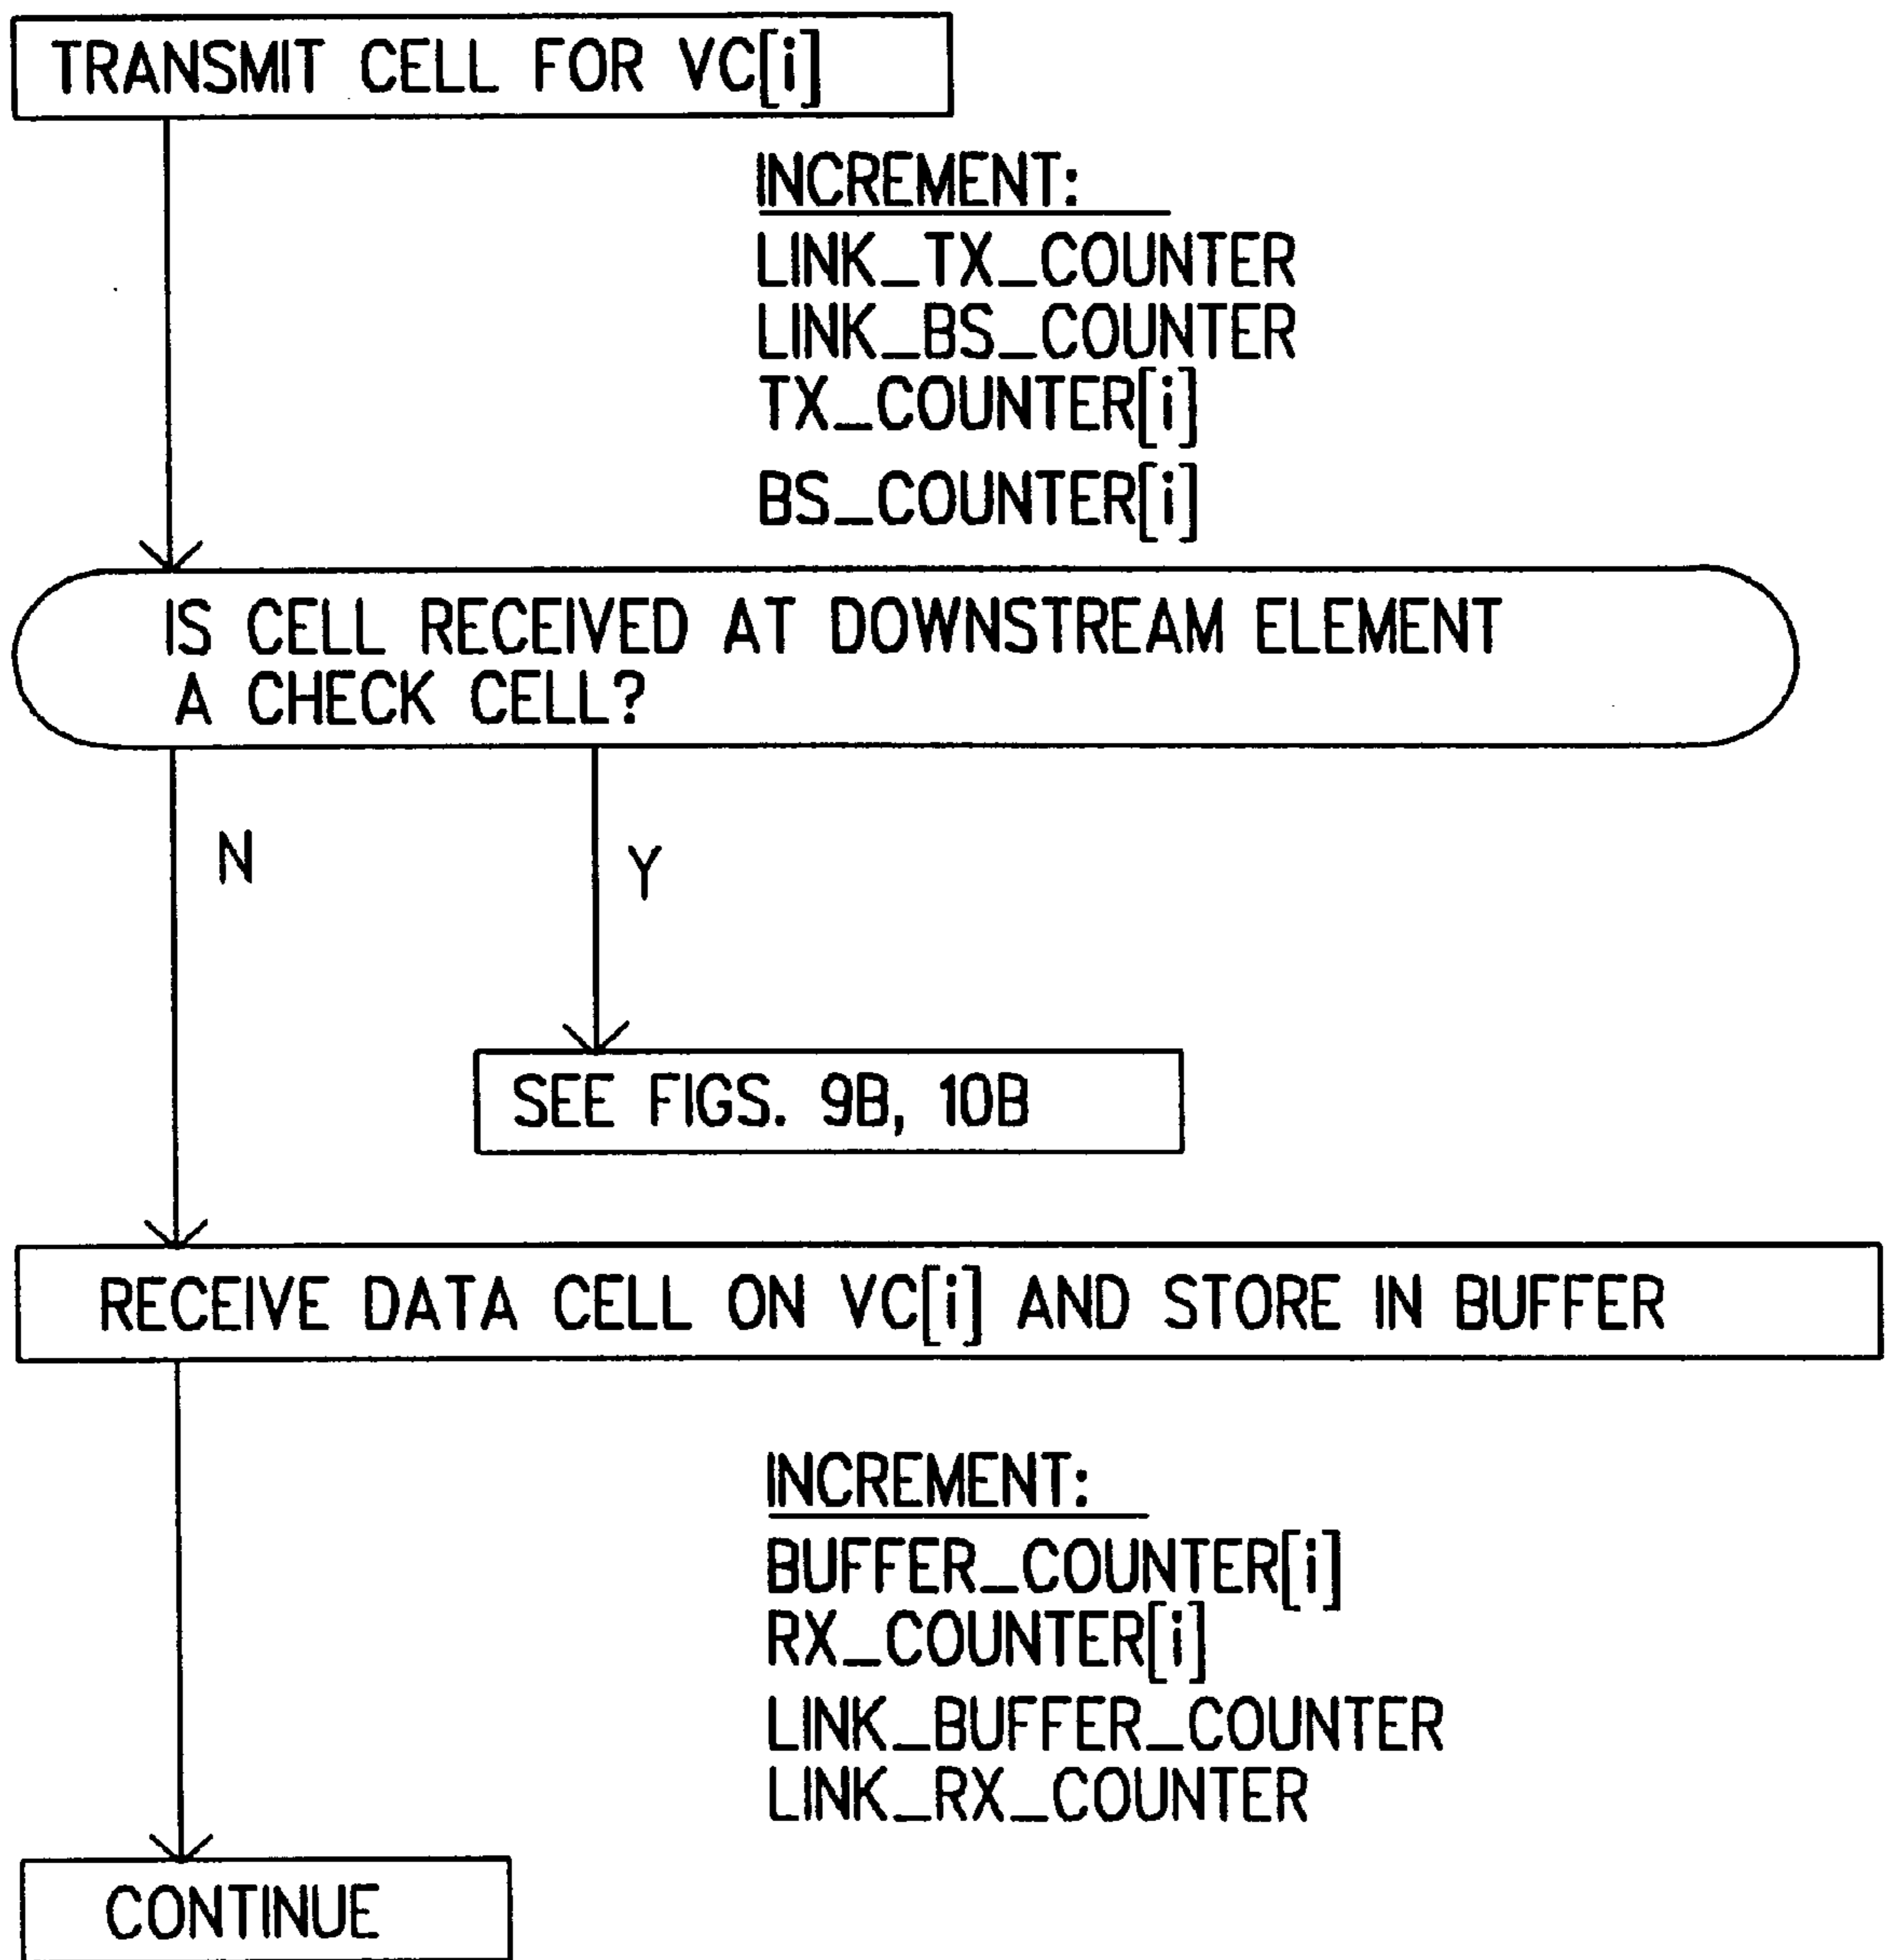 TRANSMIT CELL FOR VC[i]
INCREMENT:
LINK_TX_COUNTER
LINK_BS_COUNTER
TX_COUNTER[i]
BS_COUNTER[i]
IS CELL RECEIVED AT DOWNSTREAM ELEMENT
A CHECK CELL?
N
Y
SEE FIGS. 9B, 10B
RECEIVE DATA CELL ON VC[i] AND STORE IN BUFFER
INCREMENT:
BUFFER_COUNTER[i]
RX_COUNTER[i]
LINK_BUFFER_COUNTER
LINK_RX_COUNTER
CONTINUE